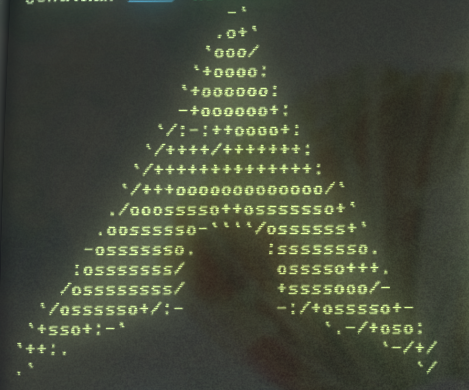 -`
.o+`
`ooo/
`+oooo:
`+oooooo:
-+oooooo+:
`/:-:++oooo+:
`/++++/+++++++:
`/++++++++++++++:
`/+++ooooooooooooo/`
./ooosssso++osssssso+`
.oossssso-````/ossssss+`
-osssssso.      :ssssssso.
:osssssss/        osssso+++.
/ossssssss/        +ssssooo/-
`/ossssso+/:-        -:/+osssso+-
`+sso+:-`                 `.-/+oso:
`++:.                           `-/+/
.`                                 `/